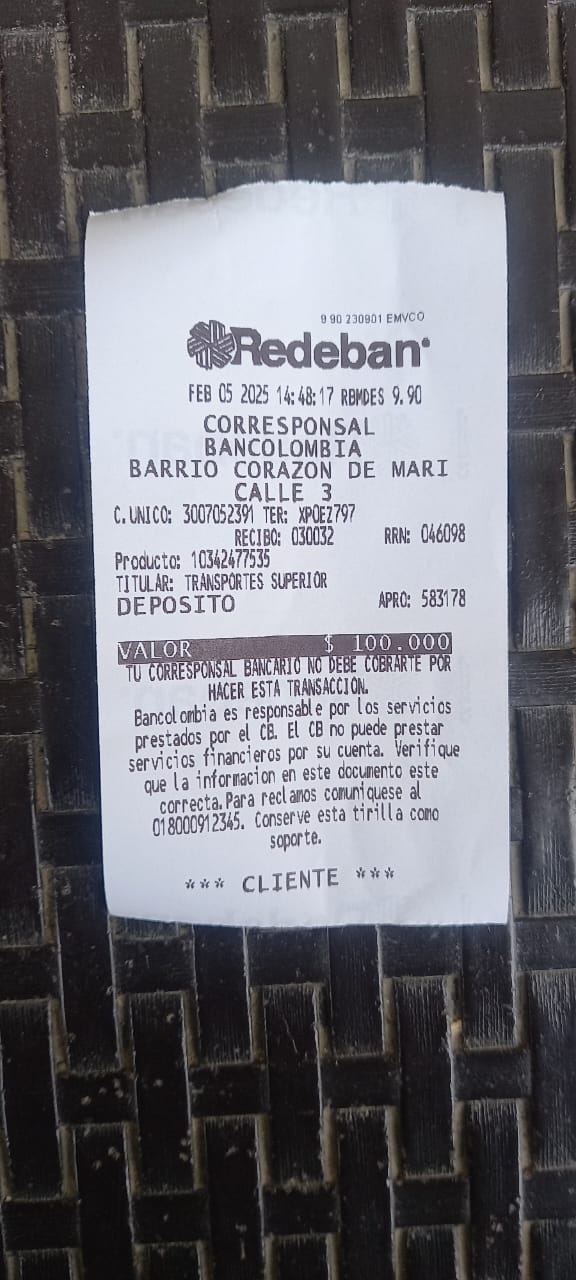 9.90 230901 EMVCO
Redeban
FEB 05 2025 14:48:17 RBMDES 9.90
CORRESPONSAL
BANCOLOMBIA
BARRIO CORAZON DE MARI
CALLE 3
C.UNICO: 3007052391 TER: XPOEZ797
RECIBO: 030032 RRN: 046098
Producto: 10342477535
TITULAR: TRANSPORTES SUPERIOR
DEPOSITO APRO: 583178
VALOR $ 100.000
TU CORRESPONSAL BANCARIO NO DEBE COBRARTE POR
HACER ESTA TRANSACCION.
Bancolombia es responsable por los servicios
prestados por el CB. El CB no puede prestar
servicios financieros por su cuenta. Verifique
que la informacion en este documento este
correcta.Para reclamos comuniquese al
018000912345. Conserve esta tirilla como
soporte.
*** CLIENTE ***